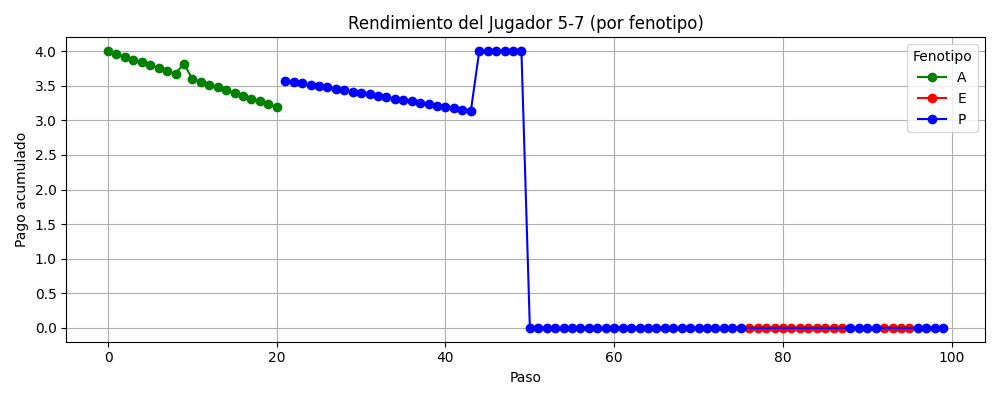 Rendimiento del Jugador 5-7 (por fenotipo)
Pago acumulado
4.0
3.5
3.0
2.5
2.0
1.5
1.0
0.5
0.0
Fenotipo
A
E
P
0 20 40 60 80 100
Paso